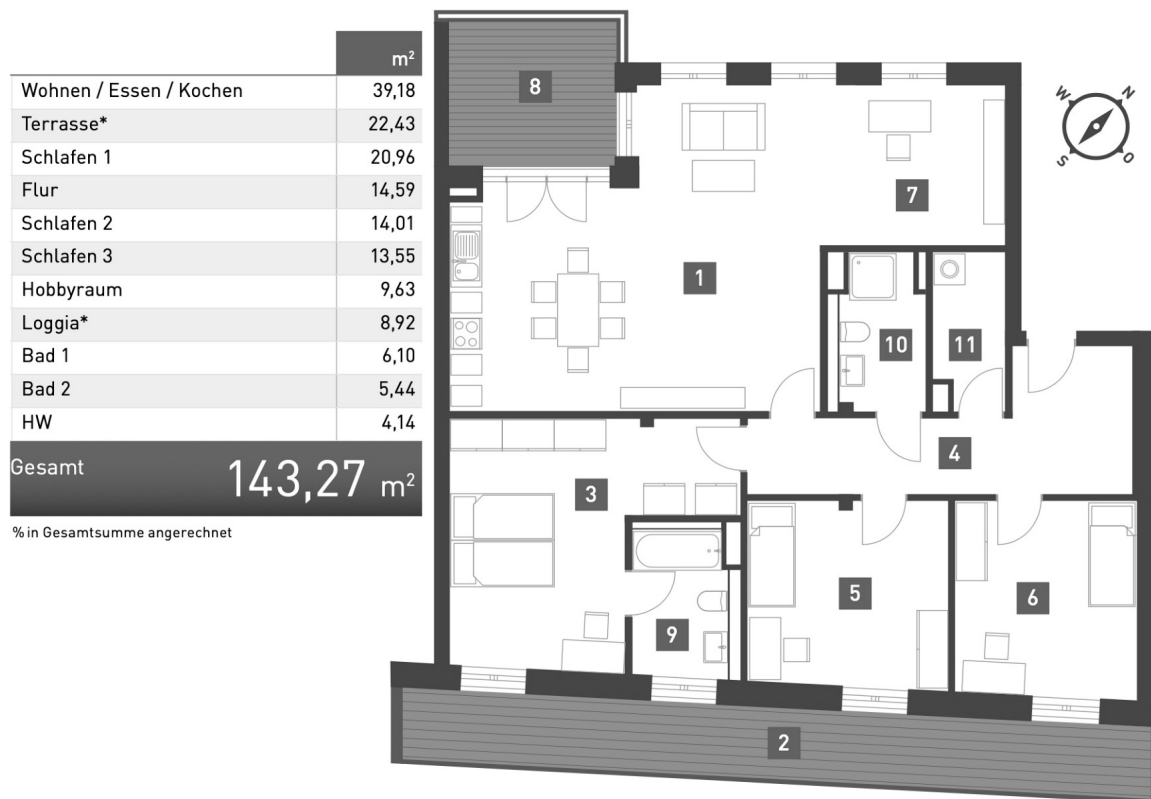 m²
Wohnen / Essen / Kochen 39,18
Terrasse* 22,43
Schlafen 1 20,96
Flur 14,59
Schlafen 2 14,01
Schlafen 3 13,55
Hobbyraum 9,63
Loggia* 8,92
Bad 1 6,10
Bad 2 5,44
HW 4,14
Gesamt 143,27 m²
% in Gesamtsumme angerechnet
8
W N
S O
7
1
10 11
4
3
5 6
9
2